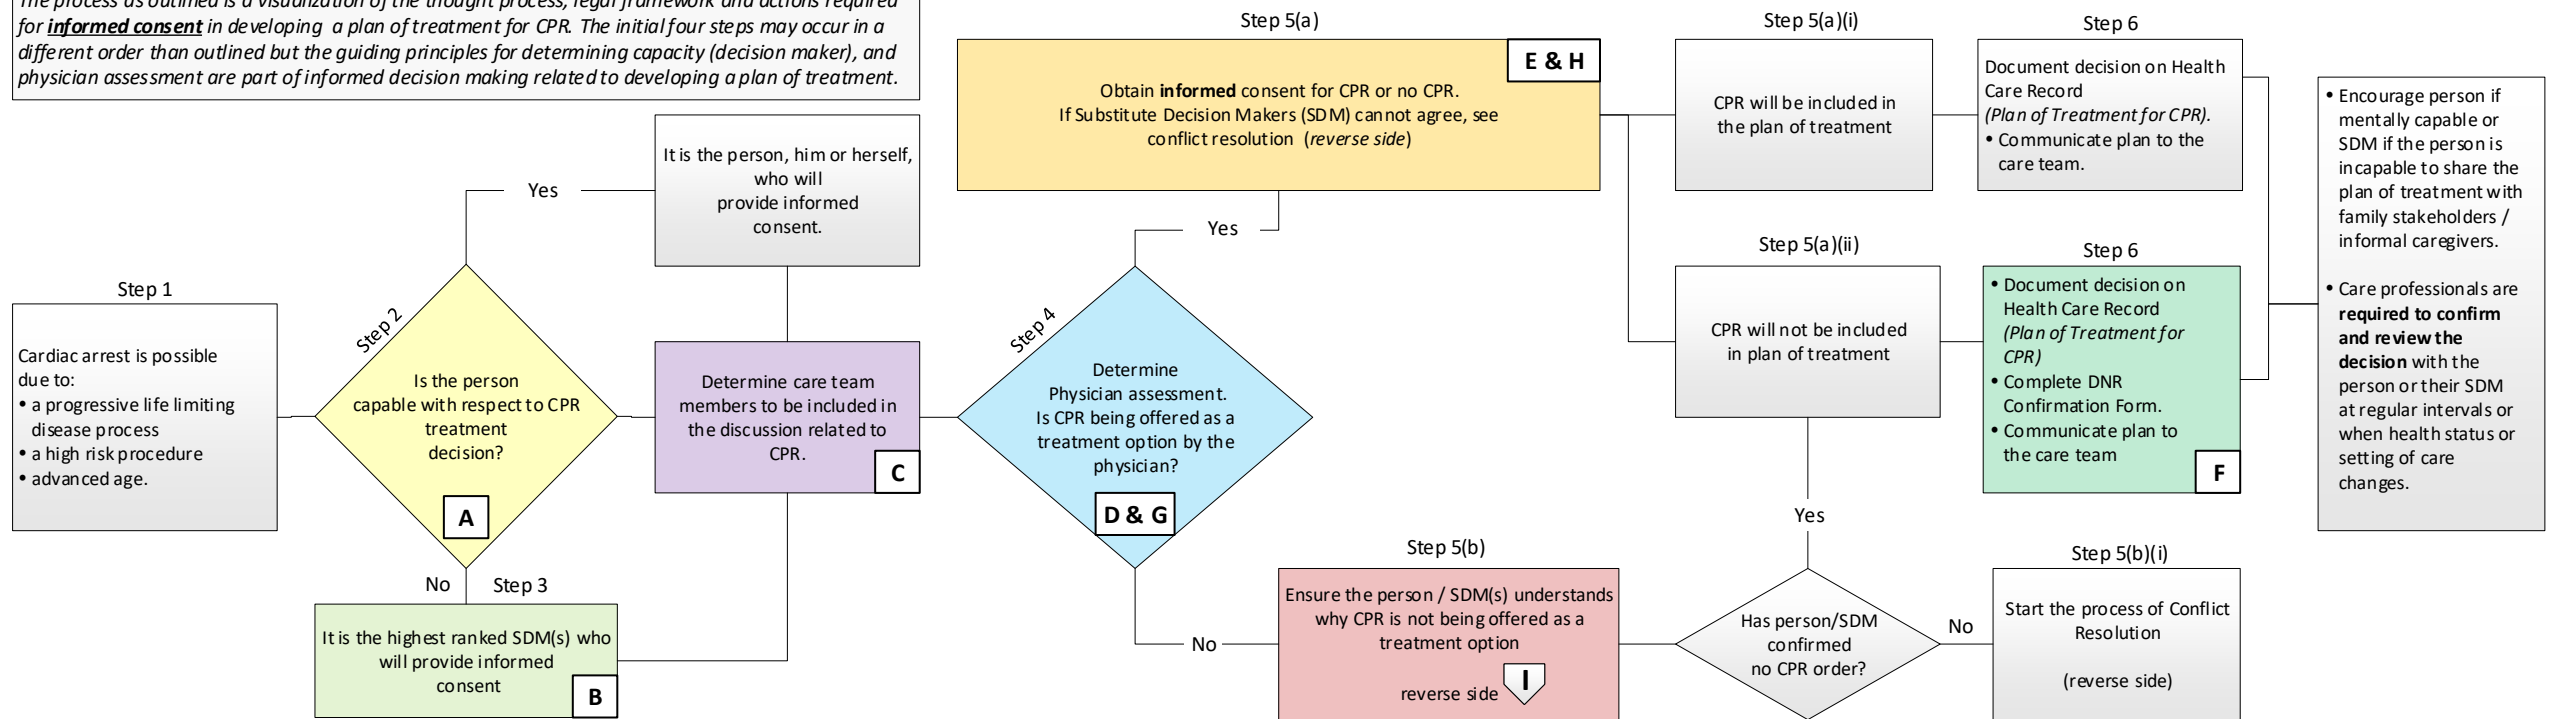 The process as outlined is a visualization of the thought process, legal framework and actions required
for informed consent in developing a plan of treatment for CPR. The initial four steps may occur in a
different order than outlined but the guiding principles for determining capacity (decision maker), and
physician assessment are part of informed decision making related to developing a plan of treatment.
Step 1
Cardiac arrest is possible
due to:
• a progressive life limiting
disease process
• a high risk procedure
• advanced age.
Step 2
Is the person
capable with respect to CPR
treatment
decision?
A
Yes
It is the person, him or herself,
who will
provide informed
consent.
No
Step 3
It is the highest ranked SDM(s) who
will provide informed
consent
B
Determine care team
members to be included in
the discussion related to
CPR.
C
Step 4
Determine
Physician assessment.
Is CPR being offered as a
treatment option by the
physician?
D & G
Yes
Step 5(a)
E & H
Obtain informed consent for CPR or no CPR.
If Substitute Decision Makers (SDM) cannot agree, see
conflict resolution (reverse side)
Step 5(a)(i)
CPR will be included in
the plan of treatment
Step 6
Document decision on Health
Care Record
(Plan of Treatment for CPR).
• Communicate plan to the
care team.
Step 5(a)(ii)
CPR will not be included
in plan of treatment
Step 6
• Document decision on
Health Care Record
(Plan of Treatment for
CPR)
• Complete DNR
Confirmation Form.
• Communicate plan to
the care team
F
• Encourage person if
mentally capable or
SDM if the person is
incapable to share the
plan of treatment with
family stakeholders /
informal caregivers.
• Care professionals are
required to confirm
and review the
decision with the
person or their SDM
at regular intervals or
when health status or
setting of care
changes.
No
Step 5(b)
Ensure the person / SDM(s) understands
why CPR is not being offered as a
treatment option
reverse side
I
Yes
Has person/SDM
confirmed
no CPR order?
No
Step 5(b)(i)
Start the process of Conflict
Resolution
(reverse side)